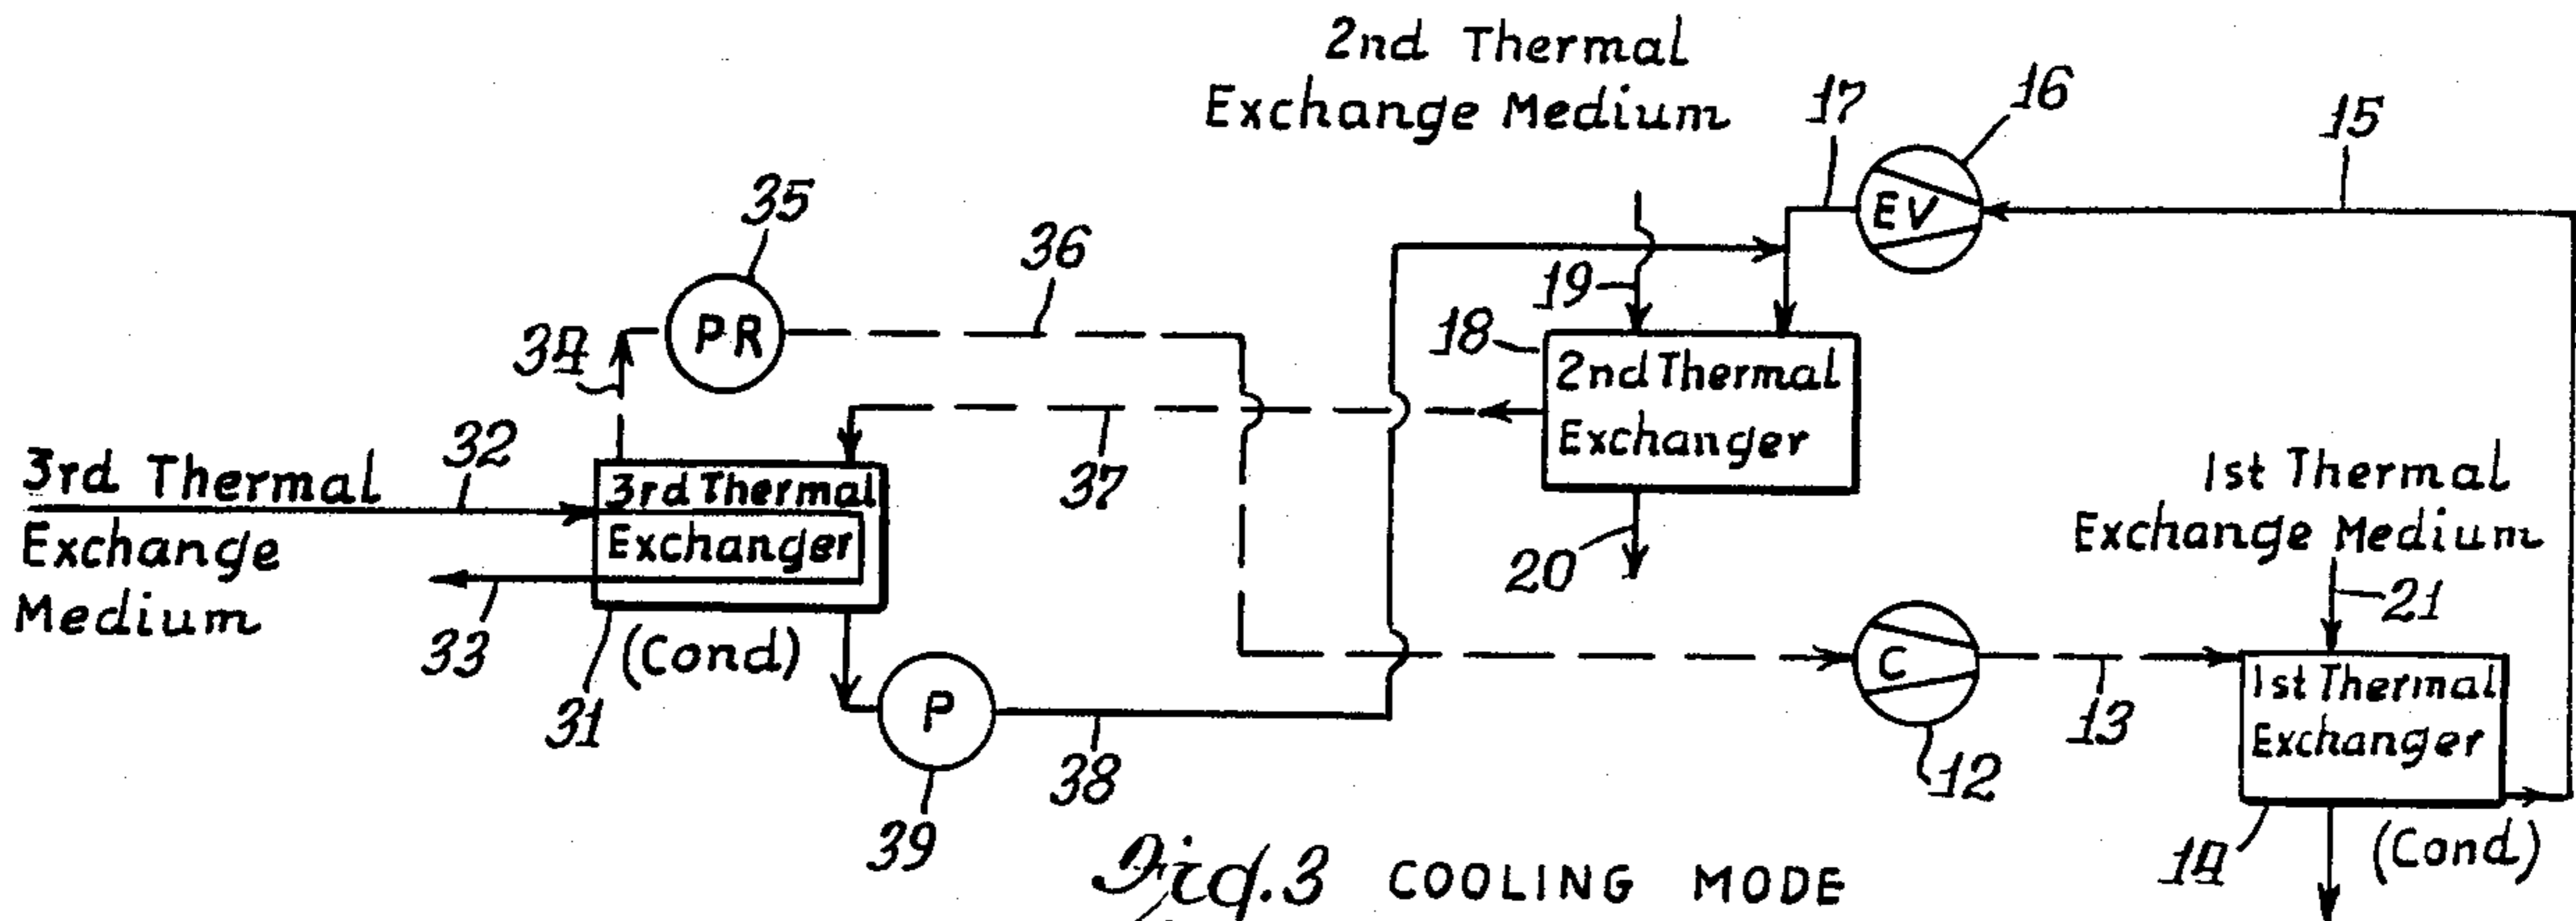 2nd Thermal
Exchange Medium
17
16
15
EV
35
36
PR
34
19
18
2nd Thermal
Exchanger
20
37
3rd Thermal
Exchange
Medium
32
33
3rd Thermal
Exchanger
31
(Cond)
P
39
38
C
12
13
1st Thermal
Exchange Medium
21
1st Thermal
Exchanger
14
(Cond)
Fig. 3 COOLING MODE